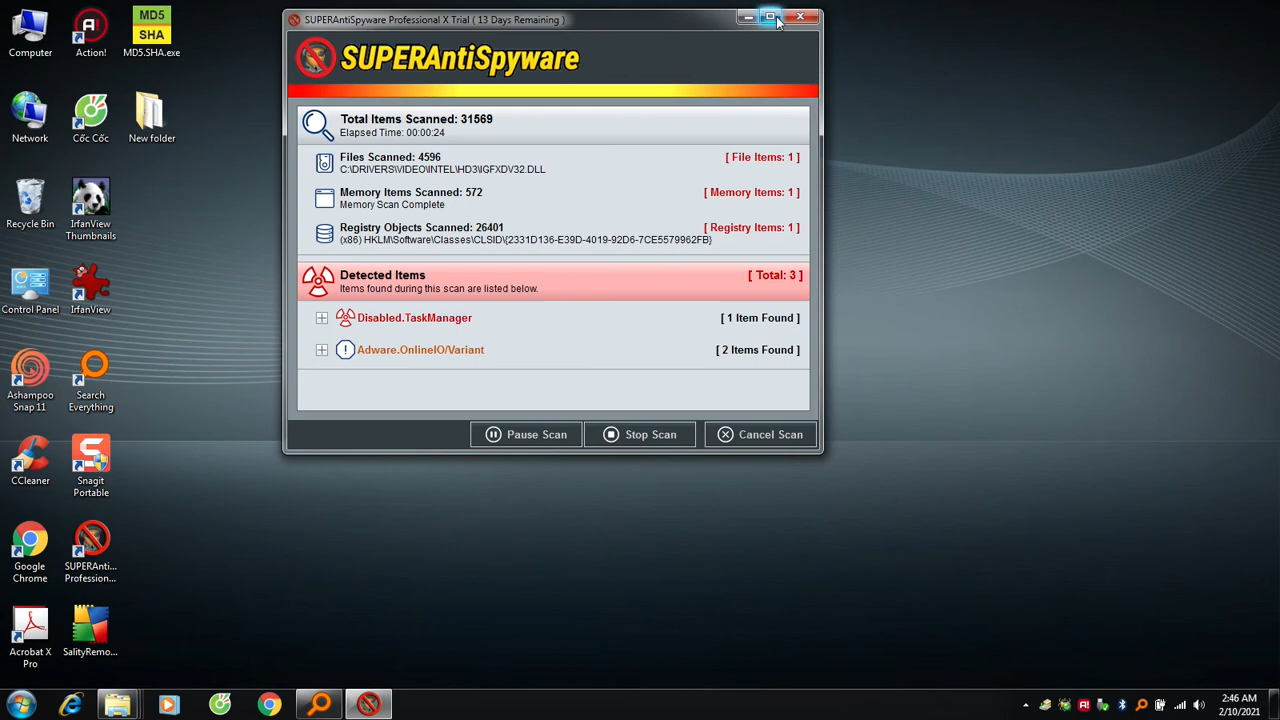 Computer
Action!
MD5
SHA
MD5.SHA.exe
Network
Cốc Cốc
New folder
Recycle Bin
IrfanView
Thumbnails
Control Panel
IrfanView
Ashampoo
Snap 11
Search
Everything
CCleaner
Snagit
Portable
Google
Chrome
SUPERAnti...
Profession...
Acrobat X
Pro
SalityRemo...
SUPERAntiSpyware Professional X Trial ( 13 Days Remaining )
SUPERAntiSpyware
Total Items Scanned: 31569
Elapsed Time: 00:00:24
Files Scanned: 4596 [ File Items: 1 ]
C:\DRIVERS\VIDEO\INTEL\HD3\IGFXDV32.DLL
Memory Items Scanned: 572 [ Memory Items: 1 ]
Memory Scan Complete
Registry Objects Scanned: 26401 [ Registry Items: 1 ]
(x86) HKLM\Software\Classes\CLSID\{2331D136-E39D-4019-92D6-7CE5579962FB}
Detected Items [ Total: 3 ]
Items found during this scan are listed below.
Disabled.TaskManager [ 1 Item Found ]
Adware.OnlineIO/Variant [ 2 Items Found ]
Pause Scan Stop Scan Cancel Scan
2:46 AM
2/10/2021